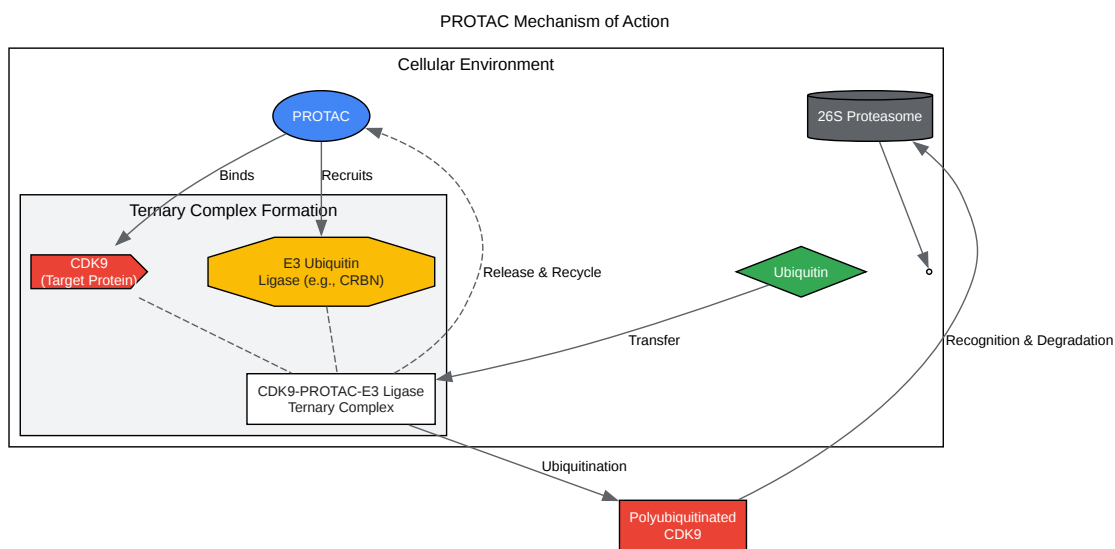 PROTAC Mechanism of Action
Cellular Environment
PROTAC
26S Proteasome
Binds
Recruits
Ternary Complex Formation
CDK9
(Target Protein)
E3 Ubiquitin
Ligase (e.g., CRBN)
Release & Recycle
Ubiquitin
Transfer
Recognition & Degradation
CDK9-PROTAC-E3 Ligase
Ternary Complex
Ubiquitination
Polyubiquitinated
CDK9